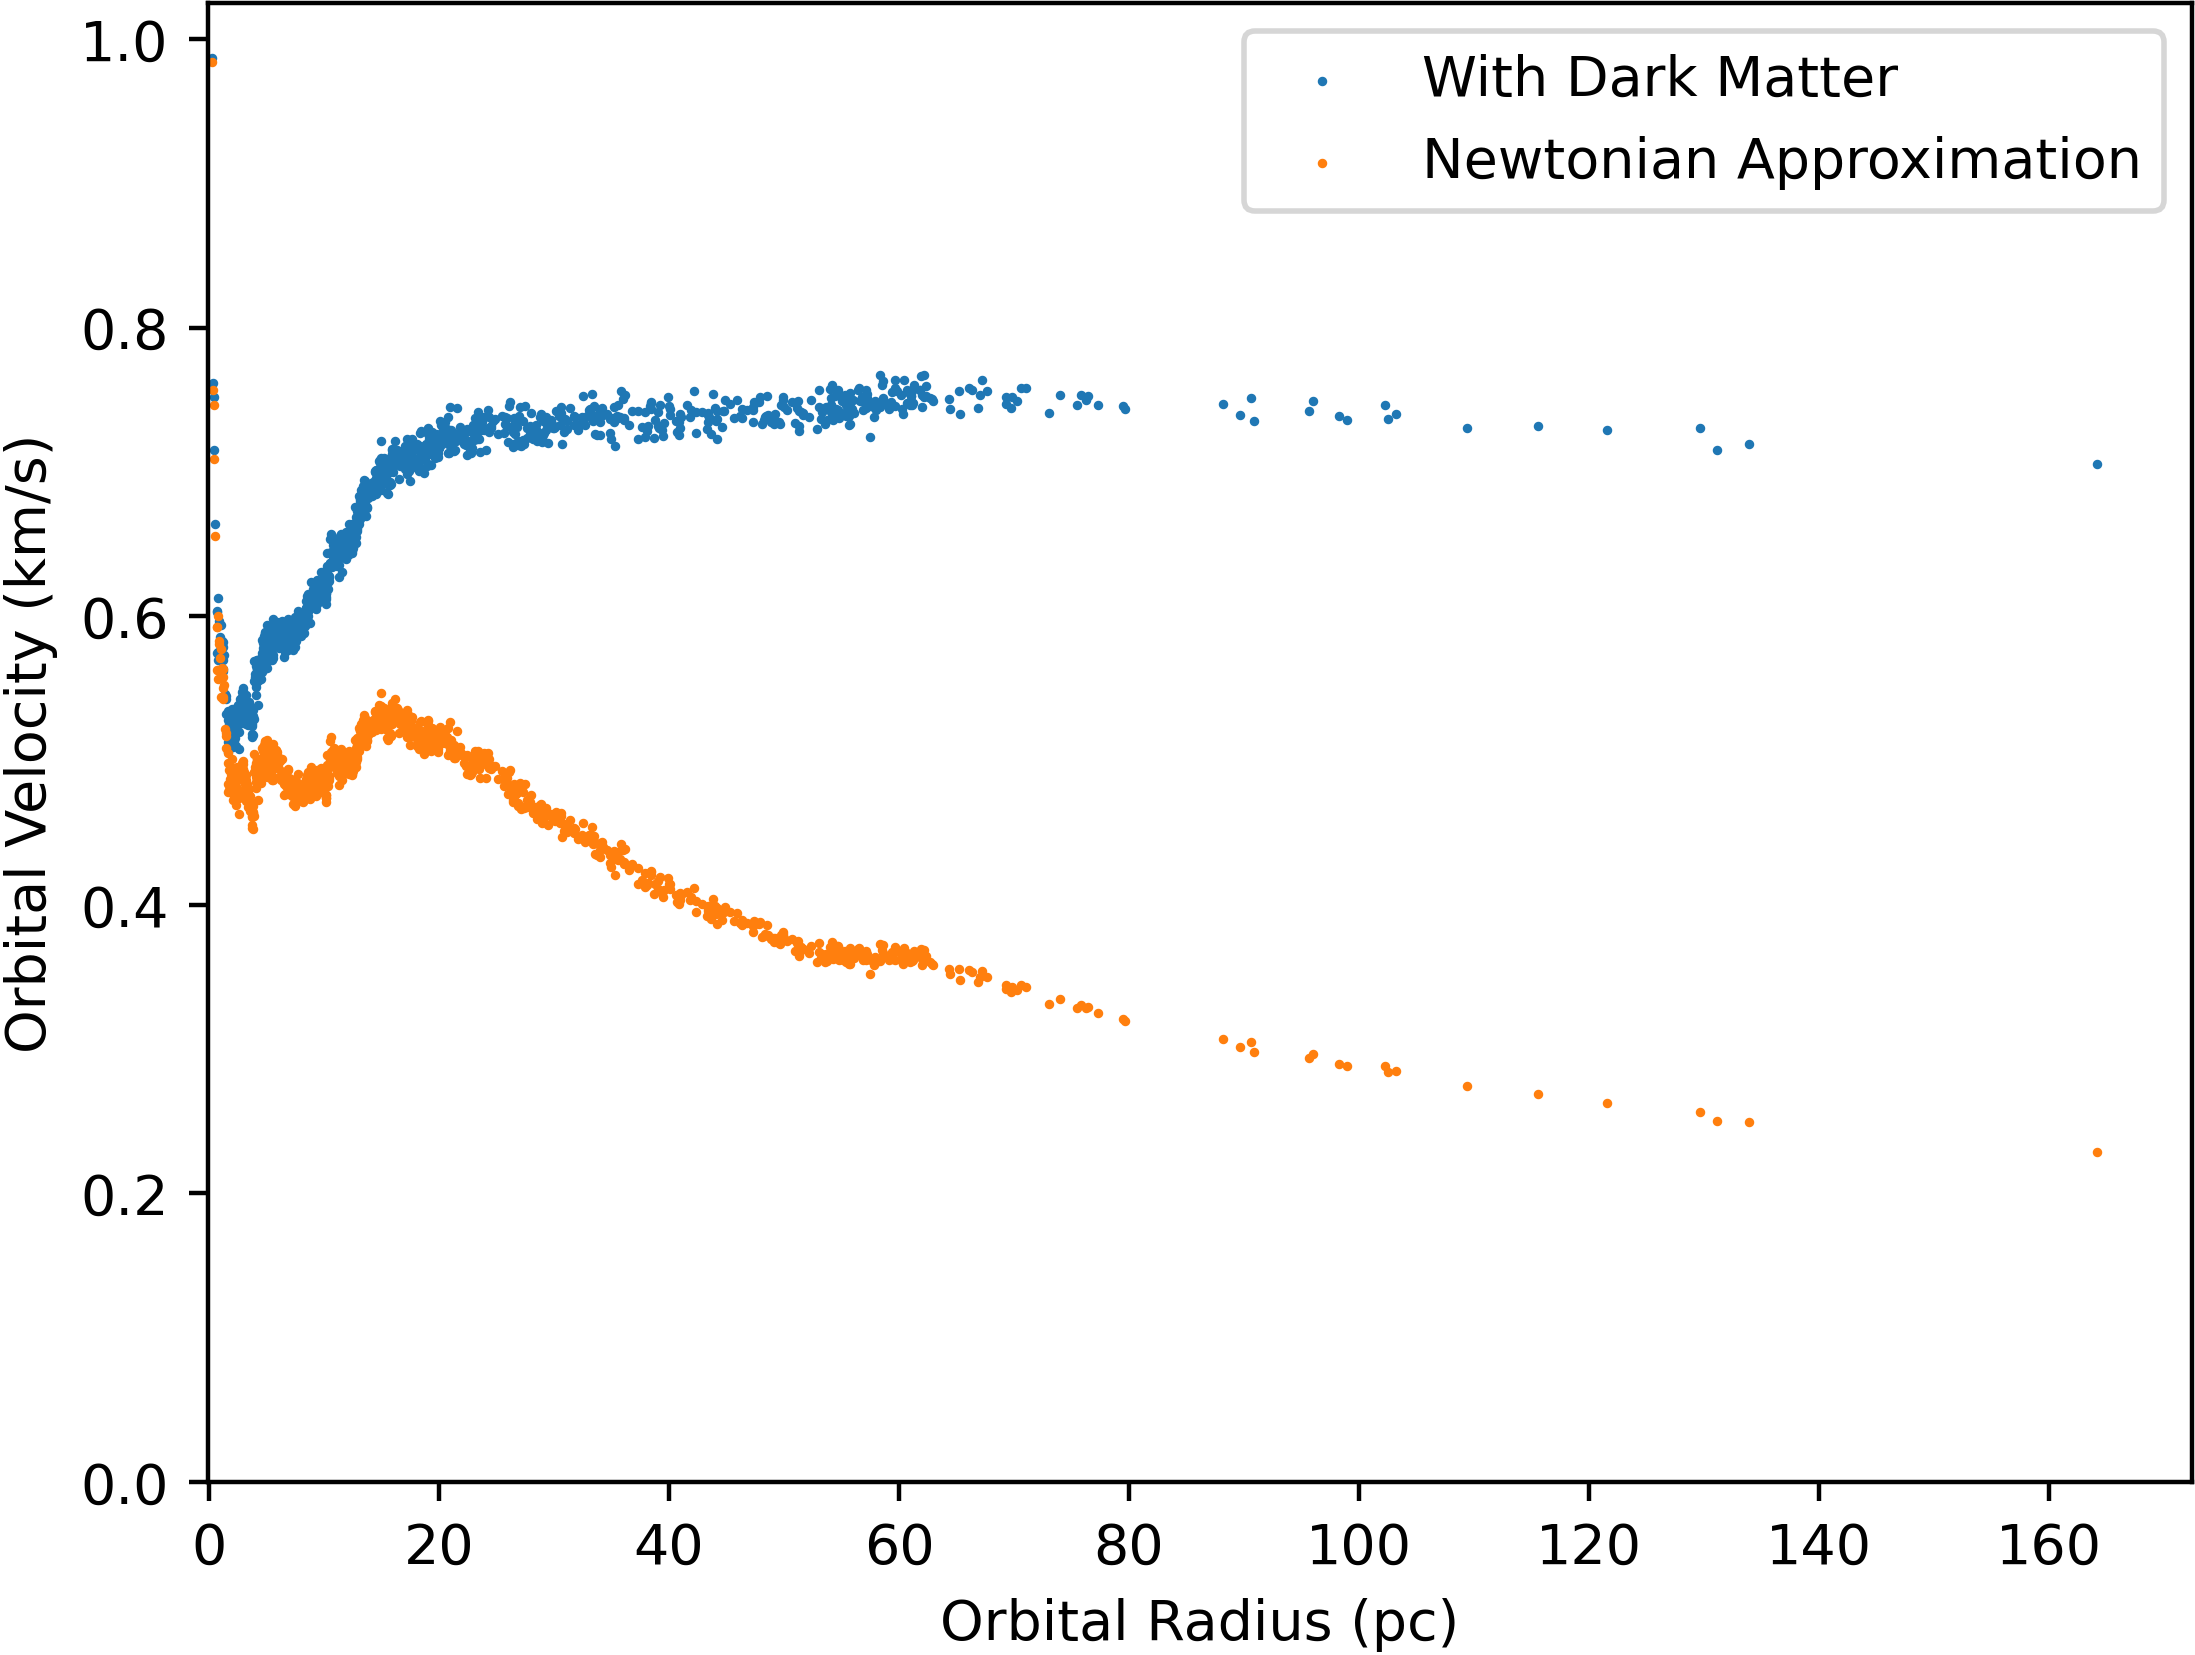 With Dark Matter
Newtonian Approximation
1.0
0.8
0.6
0.4
0.2
0.0
Orbital Velocity (km/s)
0 20 40 60 80 100 120 140 160
Orbital Radius (pc)